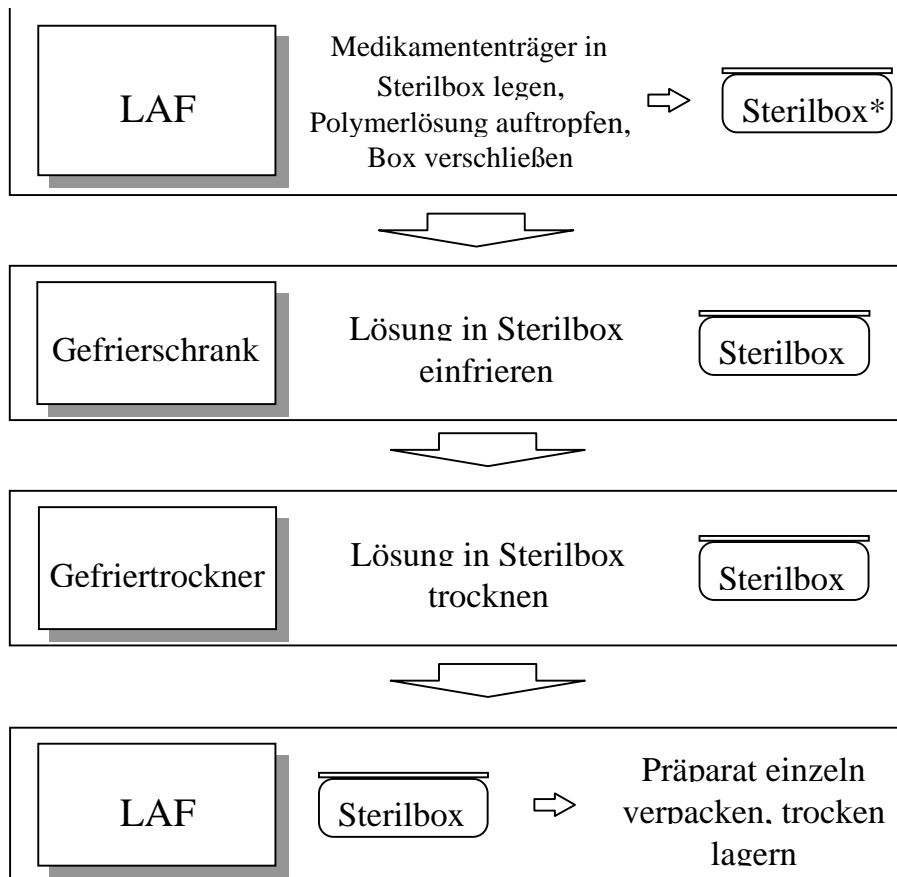 LAF
Medikamententräger in
Sterilbox legen,
Polymerlösung auftropfen,
Box verschließen
Sterilbox*
Gefrierschrank
Lösung in Sterilbox
einfrieren
Sterilbox
Gefriertrockner
Lösung in Sterilbox
trocknen
Sterilbox
LAF
Sterilbox
Präparat einzeln
verpacken, trocken
lagern